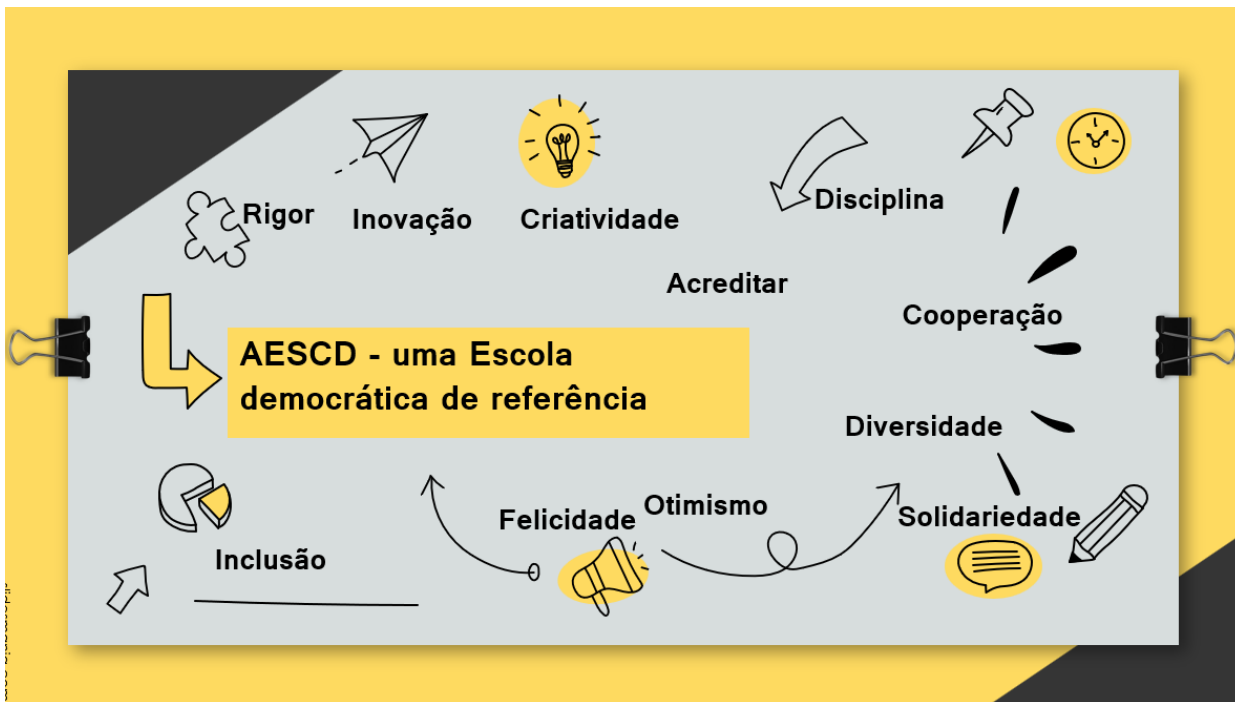 Rigor
Inovação
Criatividade
Disciplina
Acreditar
Cooperação
AESCD - uma Escola
democrática de referência
Diversidade
Felicidade
Otimismo
Solidariedade
Inclusão